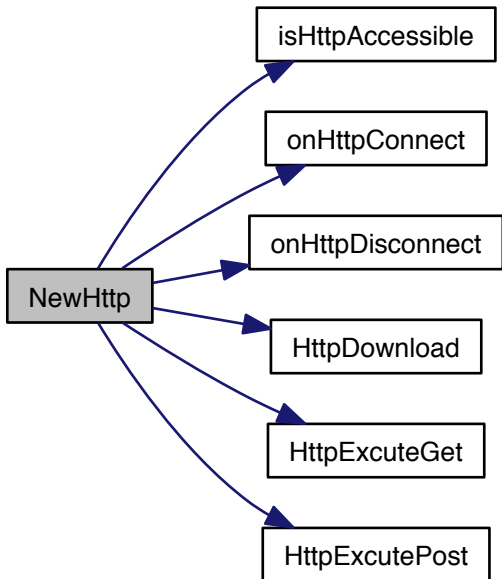 isHttpAccessible
onHttpConnect
onHttpDisconnect
NewHttp
HttpDownload
HttpExcuteGet
HttpExcutePost